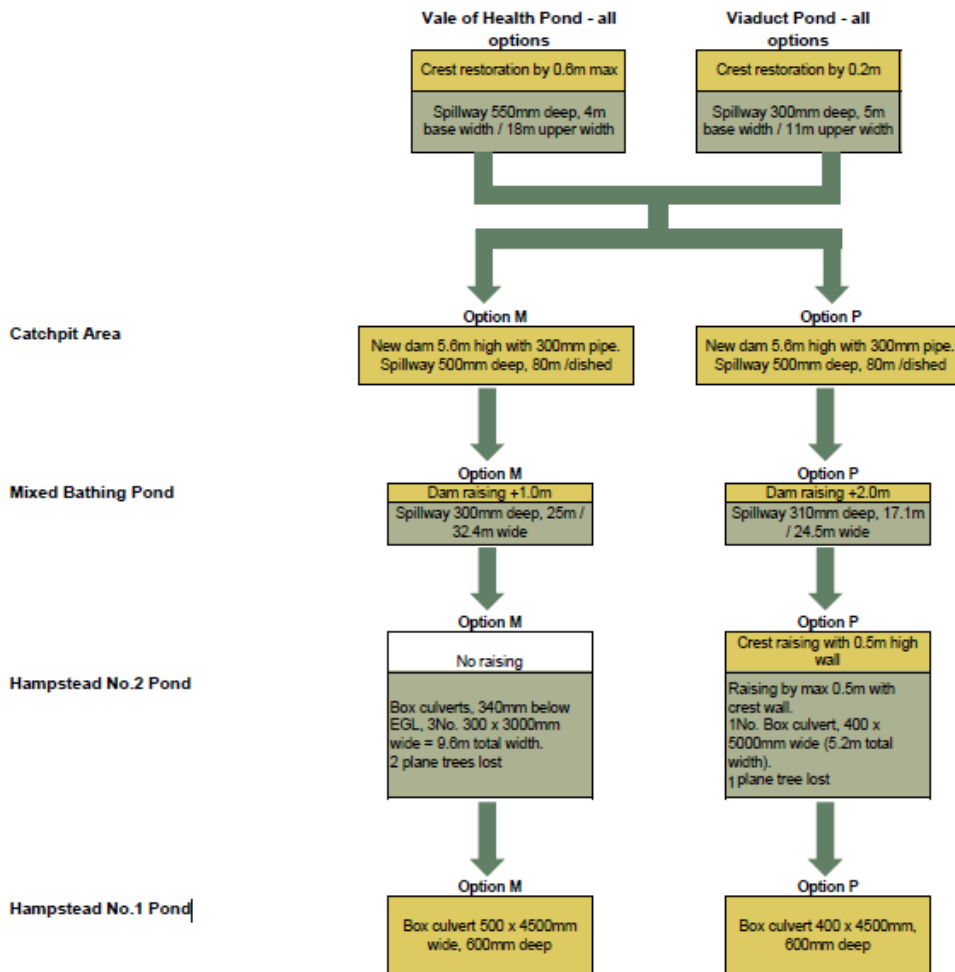 Vale of Health Pond - all
options
Viaduct Pond - all
options
Crest restoration by 0.6m max
Spillway 550mm deep, 4m
base width / 18m upper width
Crest restoration by 0.2m
Spillway 300mm deep, 5m
base width / 11m upper width
Catchpit Area
Option M
New dam 5.6m high with 300mm pipe.
Spillway 500mm deep, 80m /dished
Option P
New dam 5.6m high with 300mm pipe.
Spillway 500mm deep, 80m /dished
Mixed Bathing Pond
Option M
Dam raising +1.0m
Spillway 300mm deep, 25m /
32.4m wide
Option P
Dam raising +2.0m
Spillway 310mm deep, 17.1m
/ 24.5m wide
Hampstead No.2 Pond
Option M
No raising
Box culverts, 340mm below
EGL, 3No. 300 x 3000mm
wide = 9.6m total width.
2 plane trees lost
Option P
Crest raising with 0.5m high
wall
Raising by max 0.5m with
crest wall.
1No. Box culvert, 400 x
5000mm wide (5.2m total
width).
1 plane tree lost
Hampstead No.1 Pond
Option M
Box culvert 500 x 4500mm
wide, 600mm deep
Option P
Box culvert 400 x 4500mm,
600mm deep